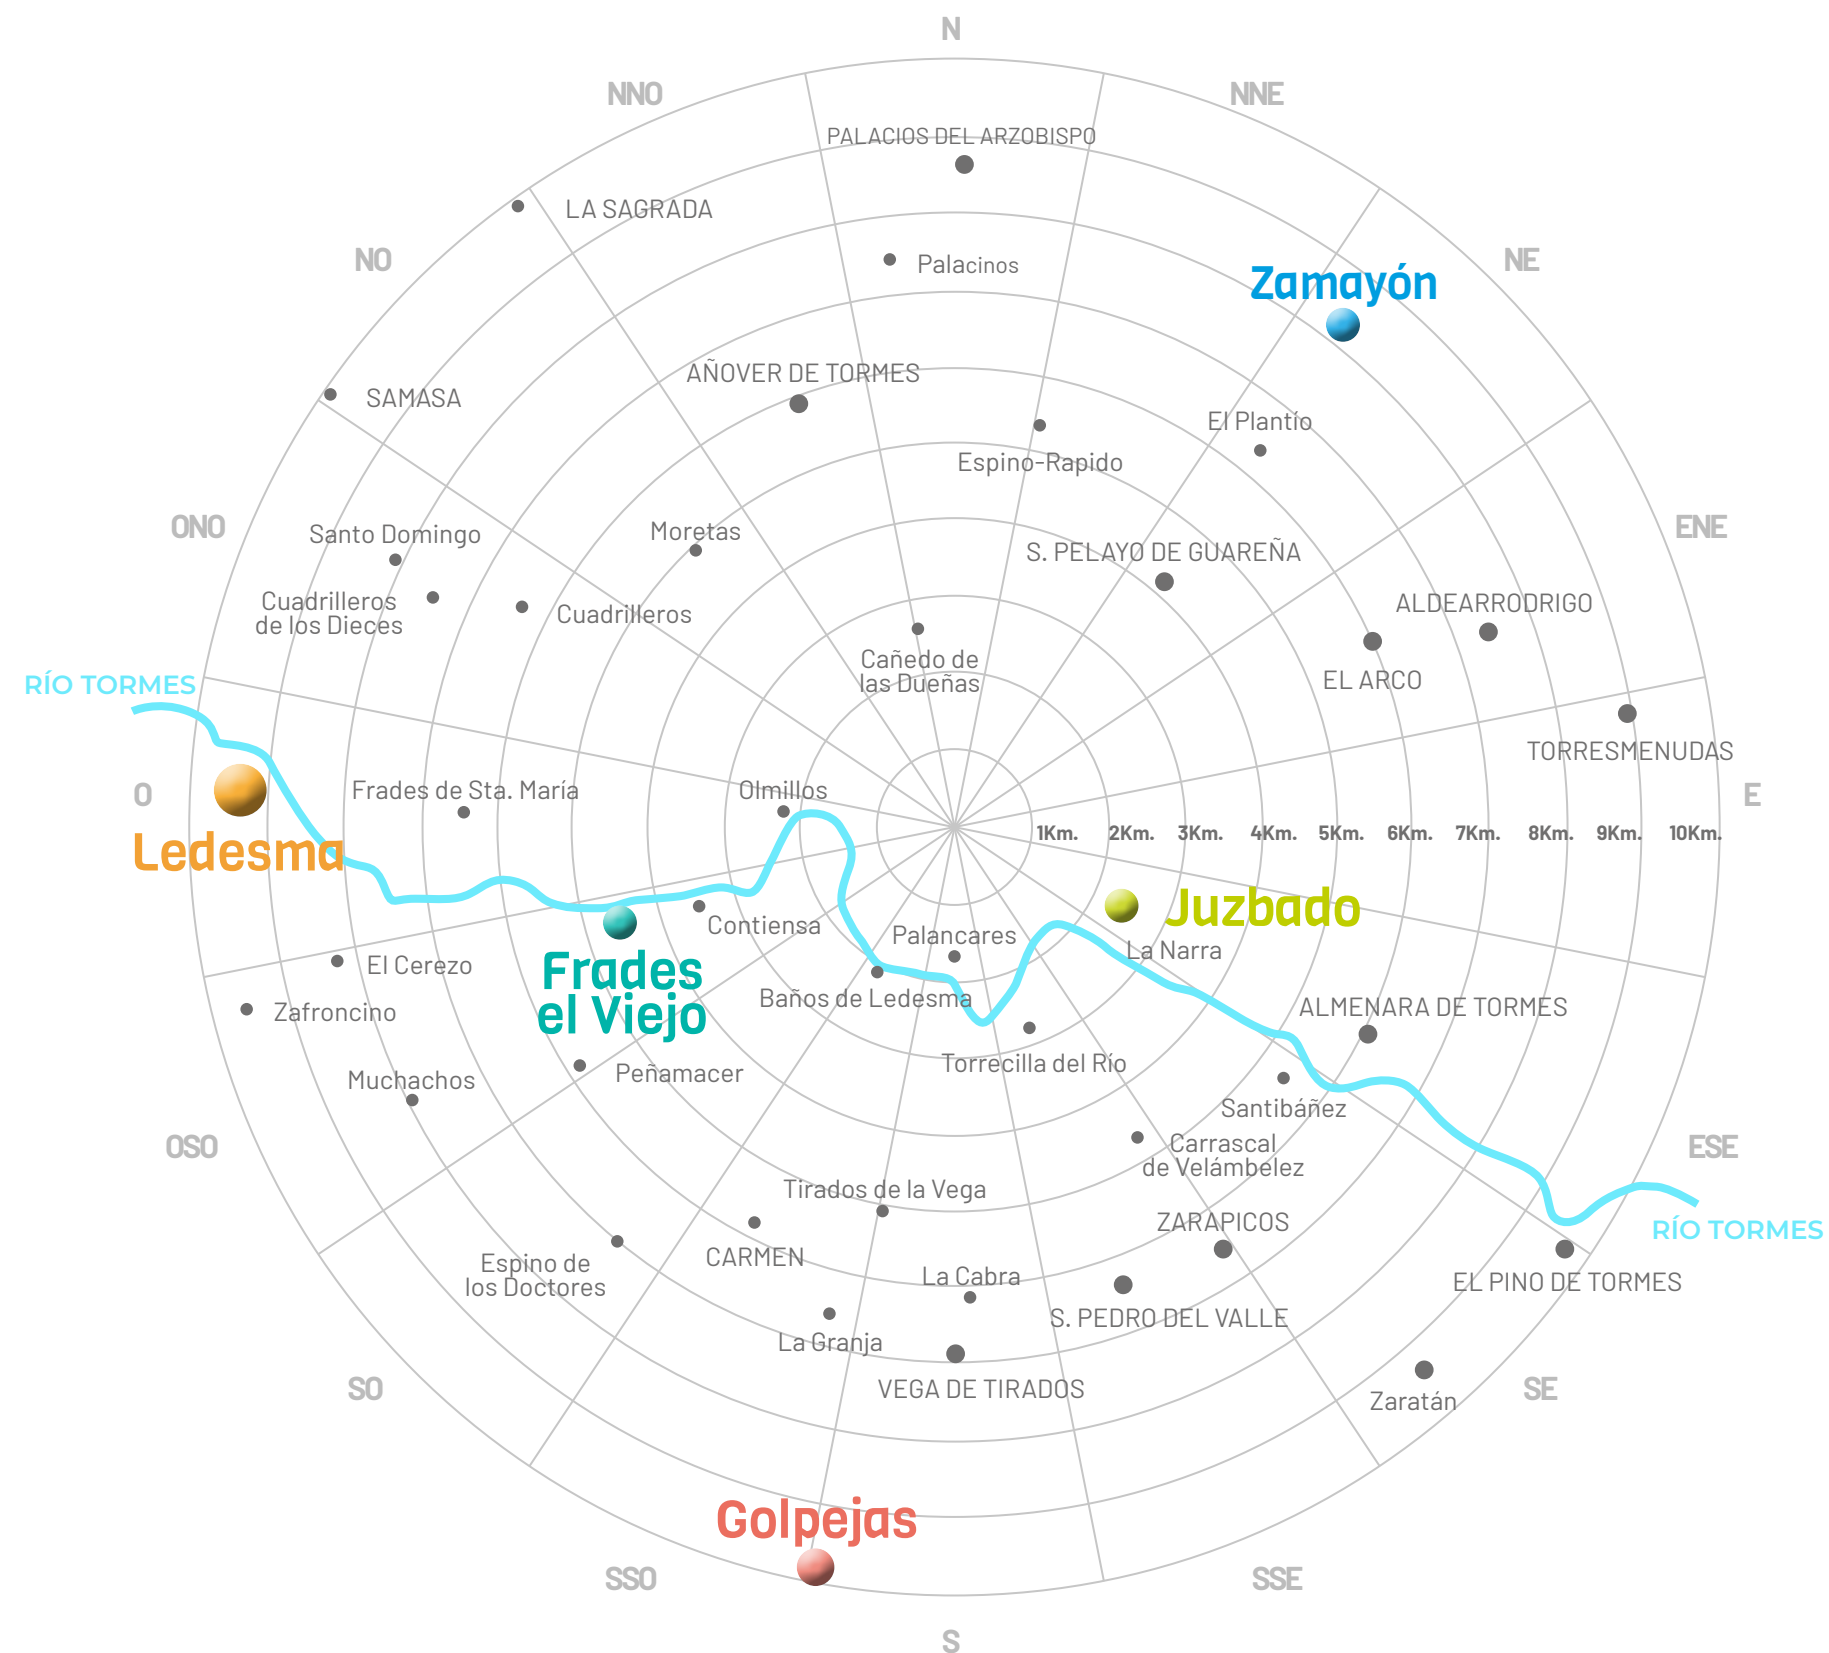 N
NNO
NNE
PALACIOS DEL ARZOBISPO
LA SAGRADA
NO
Palacinos
NE
Zamayón
AÑOVER DE TORMES
SAMASA
El Plantío
Espino-Rapido
ONO
Santo Domingo
Moretas
ENE
S. PELAYO DE GUAREÑA
Cuadrilleros
de los Dieces
Cuadrilleros
ALDEARRODRIGO
Cañedo de
las Dueñas
EL ARCO
RÍO TORMES
TORRESMENUDAS
O
Frades de Sta. María
Olmillos
E
1Km.
2Km.
3Km.
4Km.
5Km.
6Km.
7Km.
8Km.
9Km.
10Km.
Ledesma
Juzbado
Contiensa
Palancares
La Narra
El Cerezo
Frades
el Viejo
Baños de Ledesma
Zafroncino
ALMENARA DE TORMES
Torrecilla del Río
Peñamacer
Muchachos
Santibáñez
OSO
Carrascal
de Velámbelez
ESE
Tirados de la Vega
ZARAPICOS
RÍO TORMES
CARMEN
Espino de
los Doctores
La Cabra
EL PINO DE TORMES
S. PEDRO DEL VALLE
La Granja
SO
VEGA DE TIRADOS
SE
Zaratán
Golpejas
SSO
SSE
S